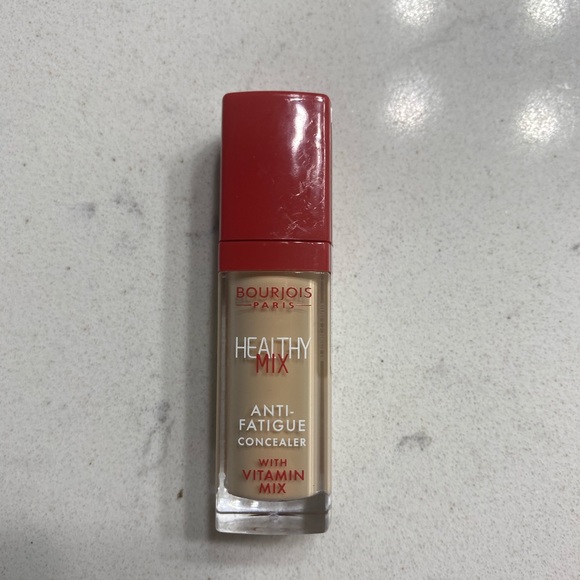 BOURJOIS
PARIS
HEALTHY
MIX
ANTI-
FATIGUE
CONCEALER
WITH
VITAMIN
MIX